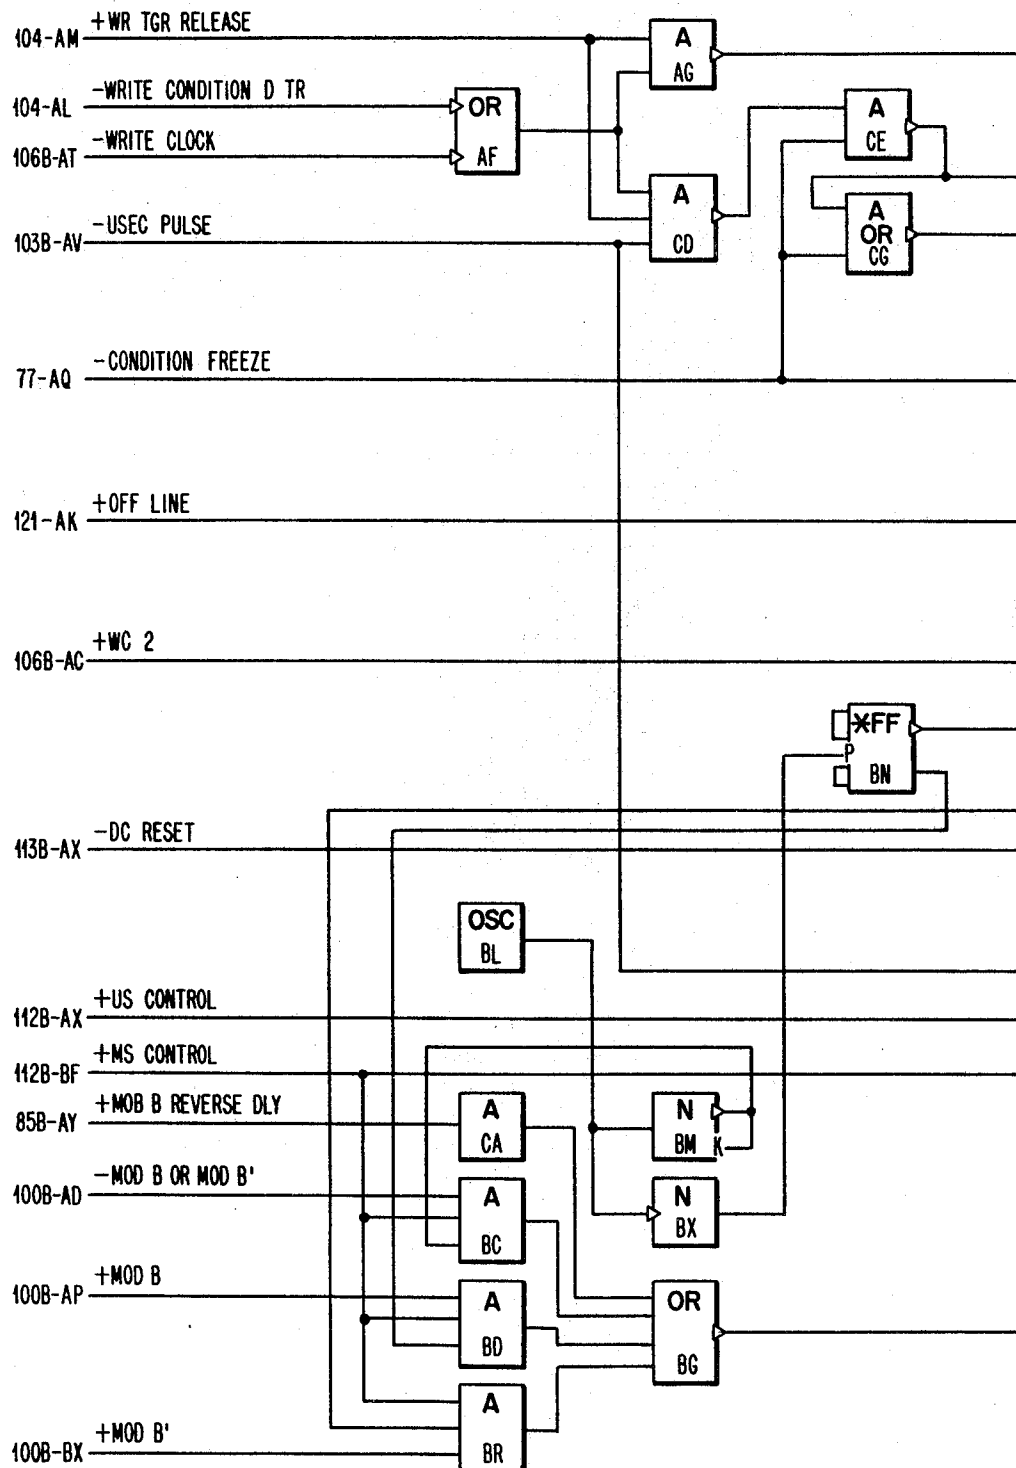 +WR TGR RELEASE
104-AM
A
AG
-WRITE CONDITION D TR
104-AL
OR
AF
A
CE
-WRITE CLOCK
106B-AT
A
CD
A
OR
CG
-USEC PULSE
103B-AV
-CONDITION FREEZE
77-AQ
+OFF LINE
121-AK
+WC 2
106B-AC
*FF
P
BN
-DC RESET
113B-AX
OSC
BL
+US CONTROL
112B-AX
+MS CONTROL
112B-BF
+MOB B REVERSE DLY
85B-AY
A
CA
N
BM K
-MOD B OR MOD B'
100B-AD
A
BC
N
BX
+MOD B
100B-AP
A
BD
OR
BG
+MOD B'
100B-BX
A
BR